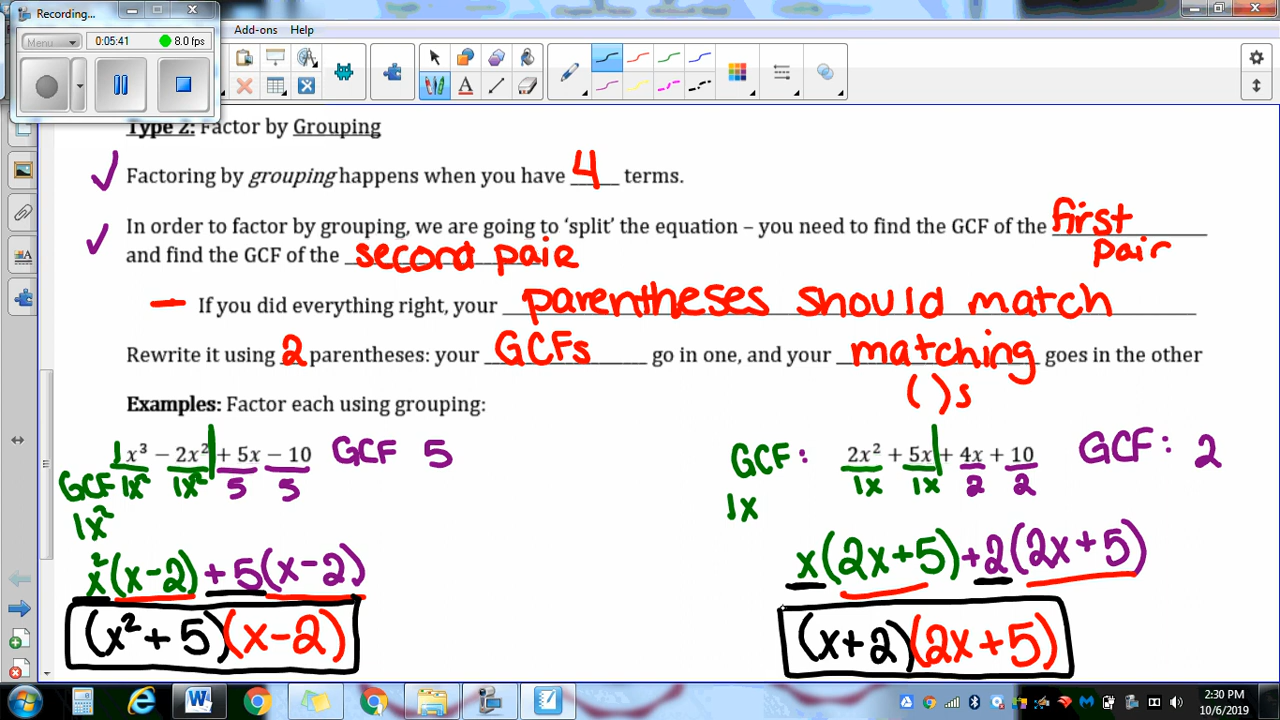 Recording...
Menu 0:05:41 8.0 fps
Add-ons Help
Type 2: Factor by Grouping
Factoring by grouping happens when you have 4 terms.
In order to factor by grouping, we are going to 'split' the equation – you need to find the GCF of the first pair
and find the GCF of the second pair
– If you did everything right, your parentheses should match
Rewrite it using 2 parentheses: your GCFs go in one, and your matching ( )s goes in the other
Examples: Factor each using grouping:
1x³ − 2x² + 5x − 10 GCF 5
GCF 1x² 1x² 1x² 5 5
x²(x−2) + 5(x−2)
(x² + 5)(x−2)
GCF: 2x² + 5x + 4x + 10 GCF: 2
1x 1x 1x 2 2
x(2x+5) + 2(2x+5)
(x+2)(2x+5)
2:30 PM
10/6/2019